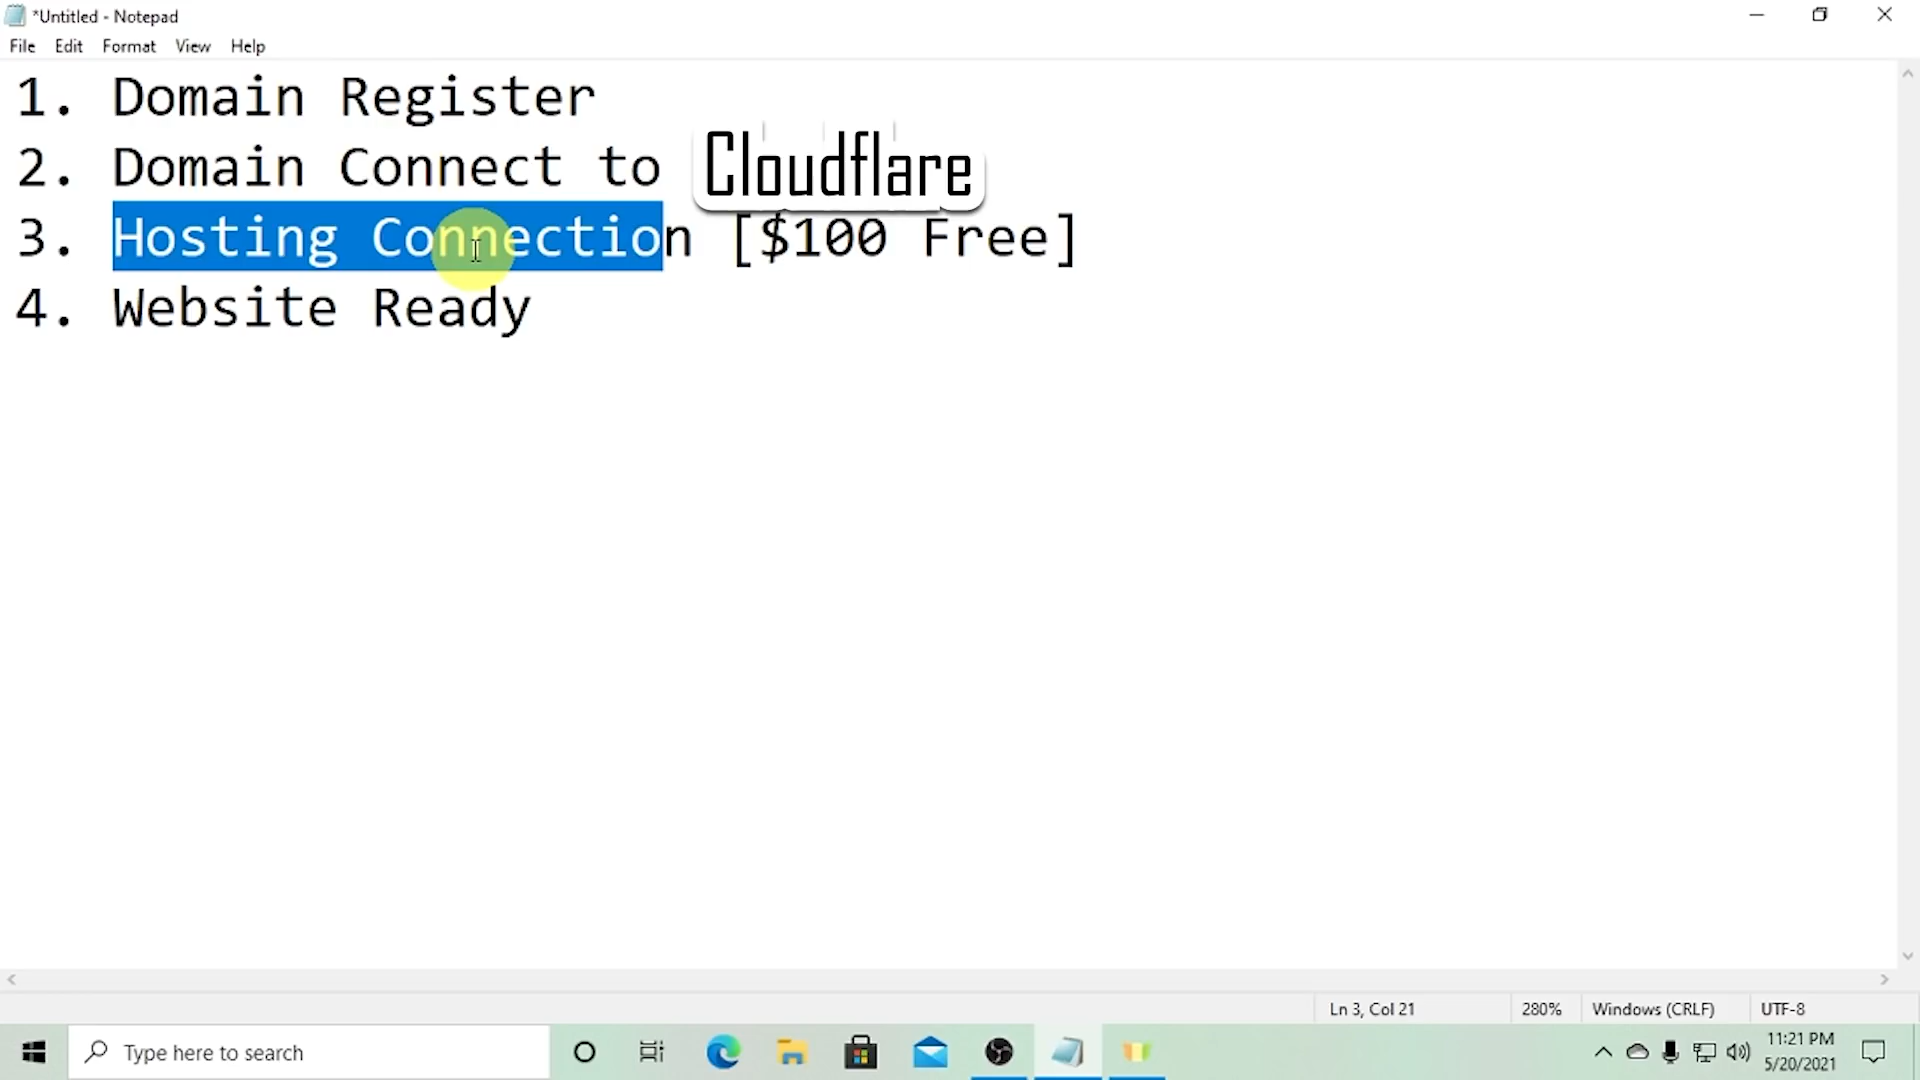 *Untitled - Notepad
File Edit Format View Help
1. Domain Register
2. Domain Connect to Cloudflare
3. Hosting Connection [$100 Free]
4. Website Ready
Ln 3, Col 21 280% Windows (CRLF) UTF-8
Type here to search
11:21 PM
5/20/2021